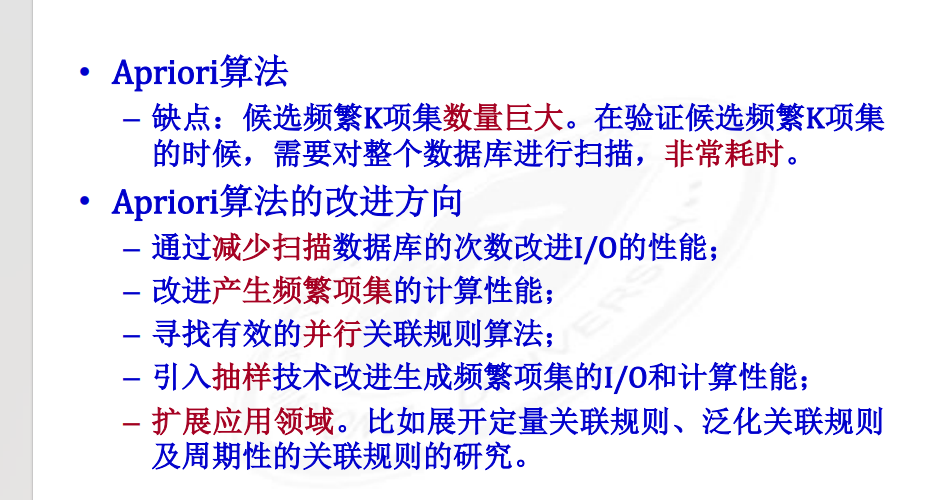 • Apriori算法
– 缺点：候选频繁K项集数量巨大。在验证候选频繁K项集
的时候，需要对整个数据库进行扫描，非常耗时。
• Apriori算法的改进方向
– 通过减少扫描数据库的次数改进I/O的性能；
– 改进产生频繁项集的计算性能；
– 寻找有效的并行关联规则算法；
– 引入抽样技术改进生成频繁项集的I/O和计算性能；
– 扩展应用领域。比如展开定量关联规则、泛化关联规则
及周期性的关联规则的研究。